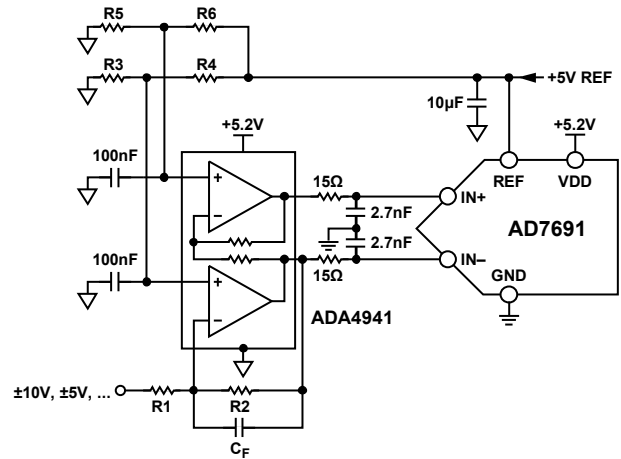 R5
R6
R3
R4
+5V REF
10µF
+5.2V
+5.2V
100nF
REF
VDD
+
15Ω
IN+
−
2.7nF
AD7691
2.7nF
100nF
+
15Ω
IN−
GND
−
ADA4941
±10V, ±5V, ...
R1
R2
CF